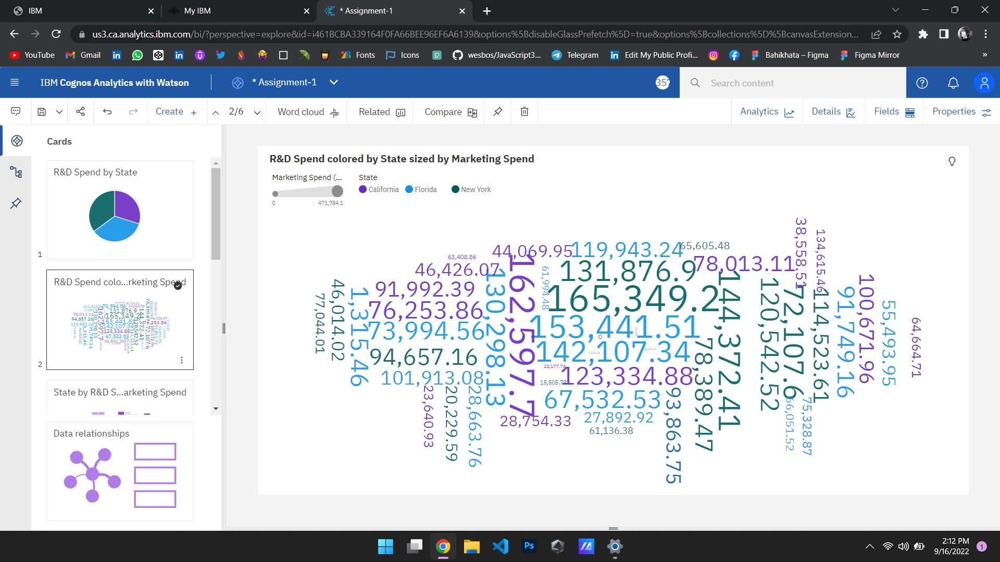 IBM
My IBM
* Assignment-1
us3.ca.analytics.ibm.com/bi/?perspective=explore&id=i461BCBA339164F0FA66BEE96EF6A6139&options%5BdisableGlassPrefetch%5D=true&options%5Bcollections%5D%5BcanvasExtension...
YouTube
Gmail
Fonts
Icons
wesbos/JavaScript3...
Telegram
Edit My Public Profi...
Bahikhata – Figma
Figma Mirror
»
IBM Cognos Analytics with Watson
* Assignment-1
357
Search content
Create +
2/6
Word cloud
Related
Compare
Analytics
Details
Fields
Properties
Cards
R&D Spend by State
1
R&D Spend colo...rketing Spend
2
State by R&D S...arketing Spend
Data relationships
R&D Spend colored by State sized by Marketing Spend
Marketing Spend (...
0
471,784.1
State
California
Florida
New York
38,558.51
134,615.46
44,069.95
119,943.24
65,605.48
63,408.86
78,013.11
46,426.07
131,876.9
61,994.48
162,597.7
130,298.13
91,992.39
165,349.2
144,372.41
46,014.02
77,044.01
1,315.46
76,253.86
153,441.51
73,994.56
0
142,107.34
94,657.16
22,177.74
101,913.08
123,334.88
15,505.73
67,532.53
78,389.47
120,542.52
72,107.6
114,523.61
91,749.16
100,671.96
55,493.95
64,664.71
23,640.93
20,229.59
28,663.76
28,754.33
27,892.92
61,136.38
93,863.75
66,051.52
75,328.87
Ps
2:12 PM
9/16/2022
1